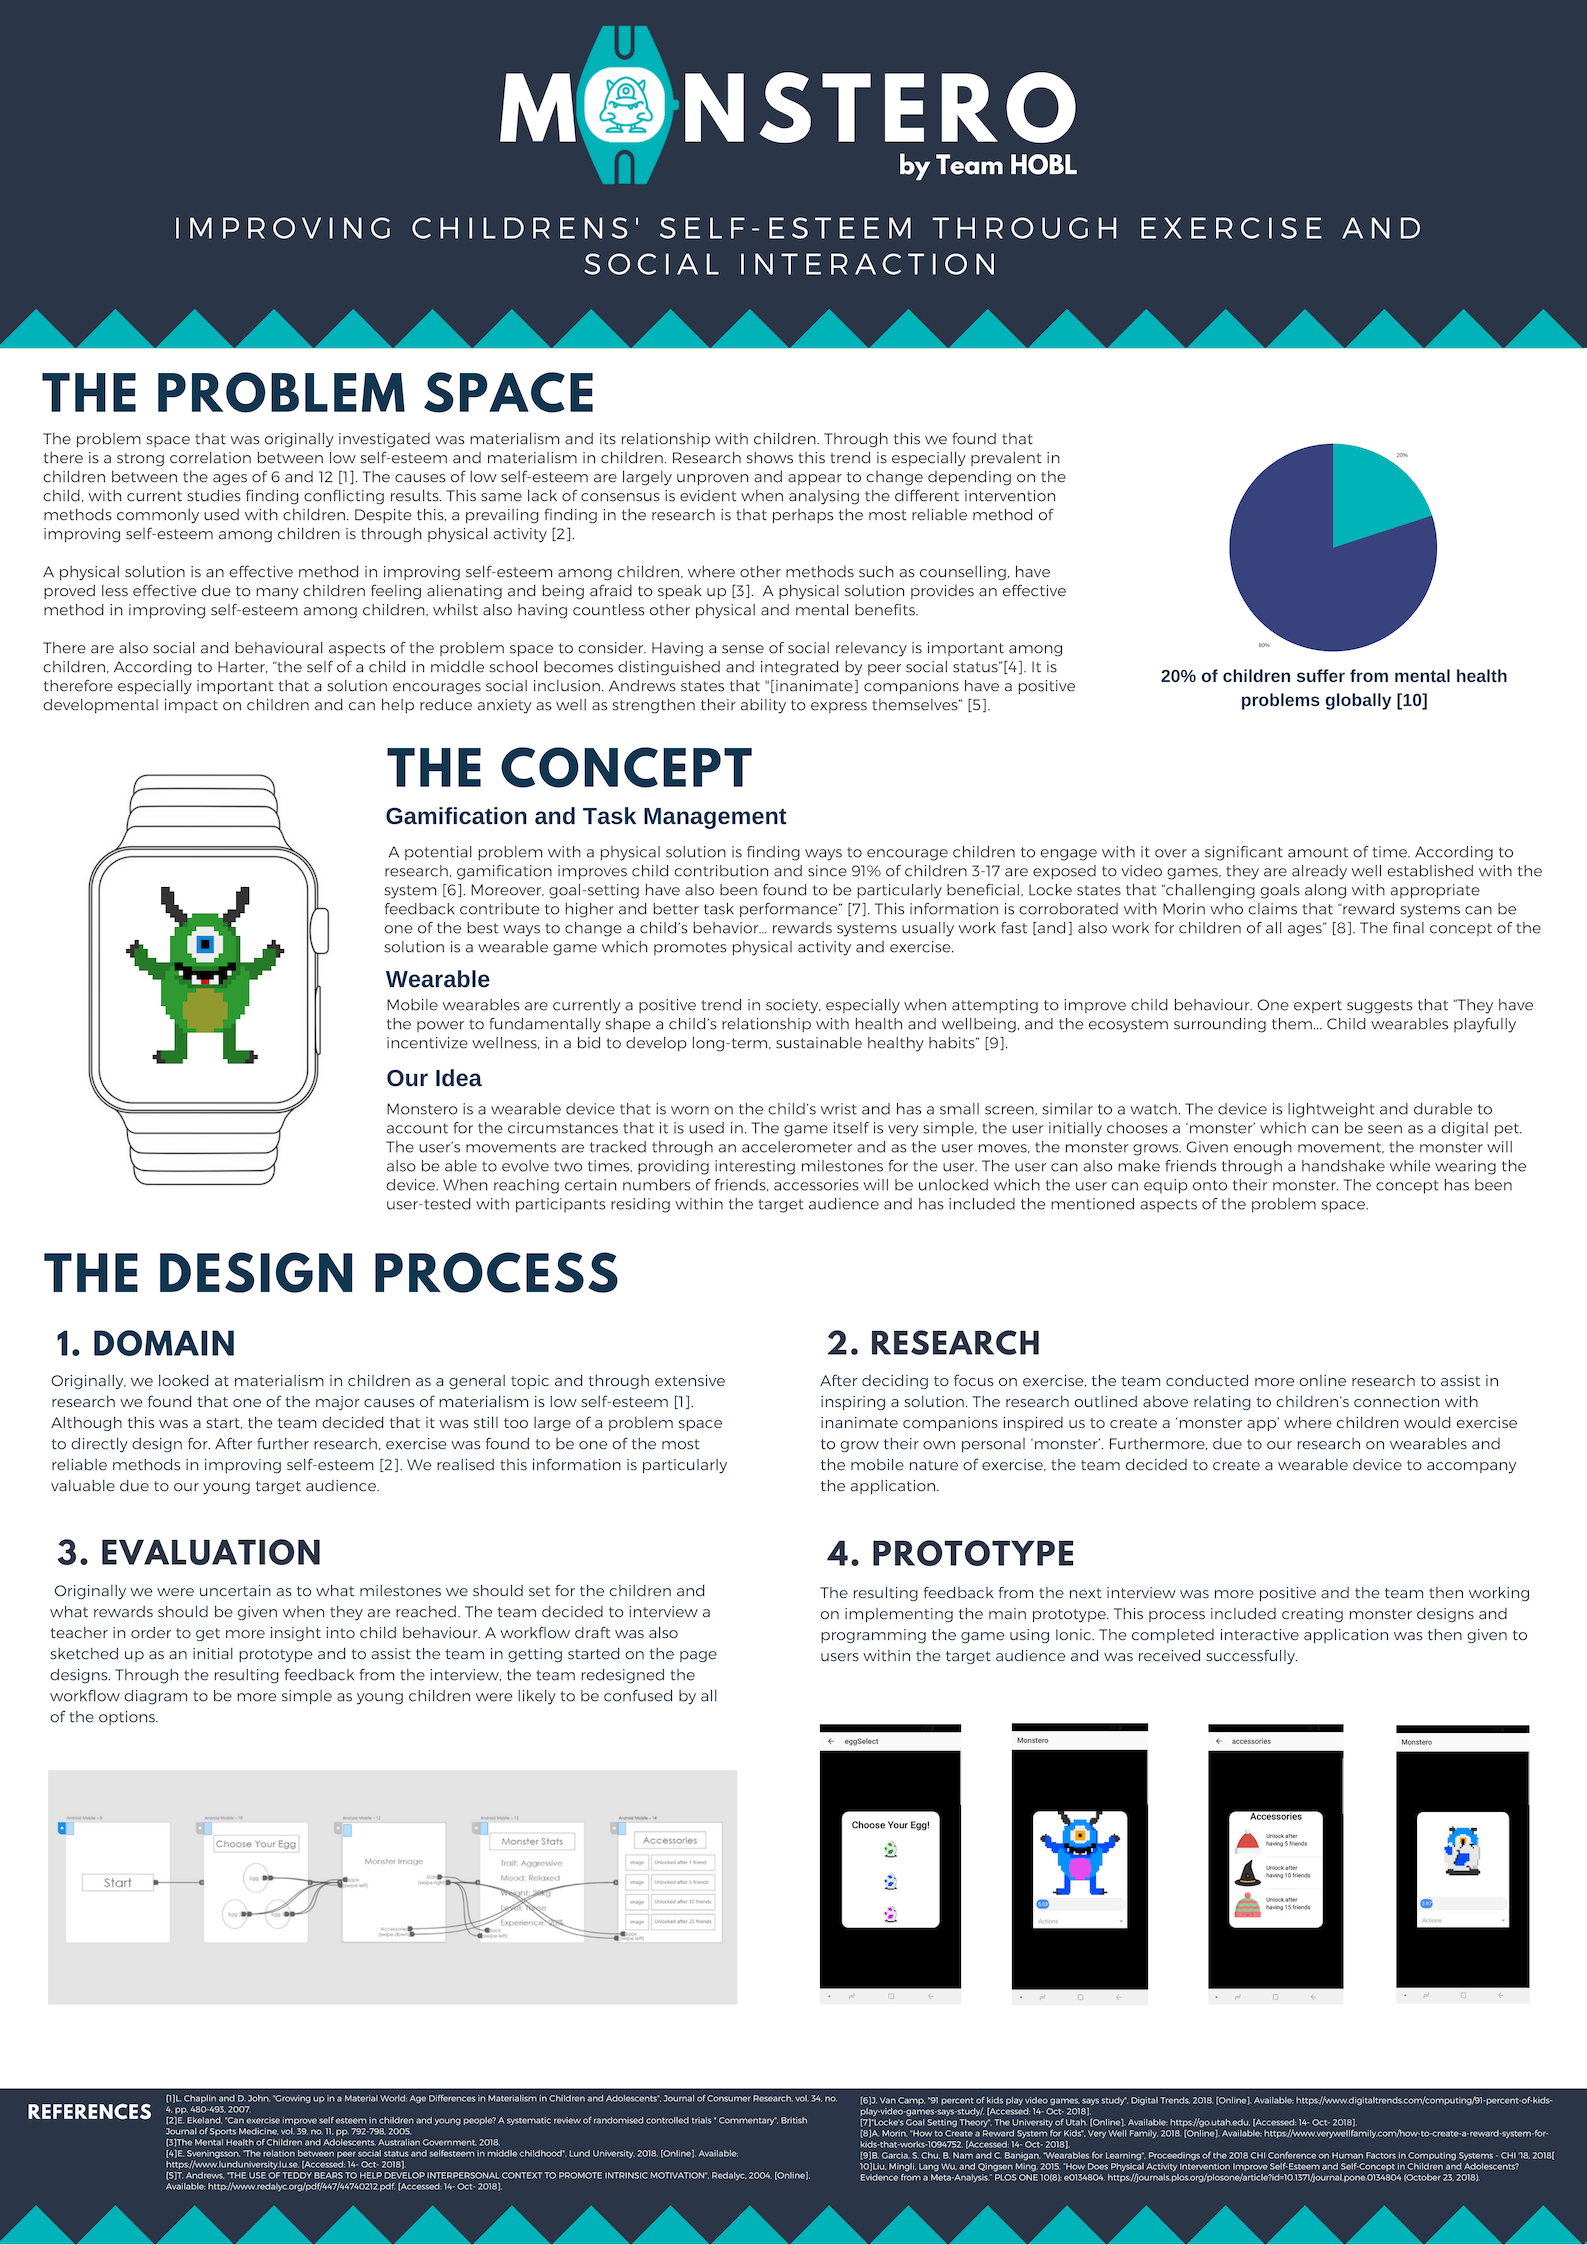 MONSTERO
by Team HOBL
IMPROVING CHILDRENS' SELF-ESTEEM THROUGH EXERCISE AND
SOCIAL INTERACTION
THE PROBLEM SPACE
The problem space that was originally investigated was materialism and its relationship with children. Through this we found that
there is a strong correlation between low self-esteem and materialism in children. Research shows this trend is especially prevalent in
children between the ages of 6 and 12 [1]. The causes of low self-esteem are largely unproven and appear to change depending on the
child, with current studies finding conflicting results. This same lack of consensus is evident when analysing the different intervention
methods commonly used with children. Despite this, a prevailing finding in the research is that perhaps the most reliable method of
improving self-esteem among children is through physical activity [2].
A physical solution is an effective method in improving self-esteem among children, where other methods such as counselling, have
proved less effective due to many children feeling alienating and being afraid to speak up [3]. A physical solution provides an effective
method in improving self-esteem among children, whilst also having countless other physical and mental benefits.
There are also social and behavioural aspects of the problem space to consider. Having a sense of social relevancy is important among
children, According to Harter, “the self of a child in middle school becomes distinguished and integrated by peer social status”[4]. It is
therefore especially important that a solution encourages social inclusion. Andrews states that "[inanimate] companions have a positive
developmental impact on children and can help reduce anxiety as well as strengthen their ability to express themselves” [5].
20%
80%
20% of children suffer from mental health
problems globally [10]
THE CONCEPT
Gamification and Task Management
A potential problem with a physical solution is finding ways to encourage children to engage with it over a significant amount of time. According to
research, gamification improves child contribution and since 91% of children 3-17 are exposed to video games, they are already well established with the
system [6]. Moreover, goal-setting have also been found to be particularly beneficial, Locke states that “challenging goals along with appropriate
feedback contribute to higher and better task performance” [7]. This information is corroborated with Morin who claims that “reward systems can be
one of the best ways to change a child’s behavior... rewards systems usually work fast [and] also work for children of all ages” [8]. The final concept of the
solution is a wearable game which promotes physical activity and exercise.
Wearable
Mobile wearables are currently a positive trend in society, especially when attempting to improve child behaviour. One expert suggests that “They have
the power to fundamentally shape a child’s relationship with health and wellbeing, and the ecosystem surrounding them... Child wearables playfully
incentivize wellness, in a bid to develop long-term, sustainable healthy habits” [9].
Our Idea
Monstero is a wearable device that is worn on the child’s wrist and has a small screen, similar to a watch. The device is lightweight and durable to
account for the circumstances that it is used in. The game itself is very simple, the user initially chooses a ‘monster’ which can be seen as a digital pet.
The user’s movements are tracked through an accelerometer and as the user moves, the monster grows. Given enough movement, the monster will
also be able to evolve two times, providing interesting milestones for the user. The user can also make friends through a handshake while wearing the
device. When reaching certain numbers of friends, accessories will be unlocked which the user can equip onto their monster. The concept has been
user-tested with participants residing within the target audience and has included the mentioned aspects of the problem space.
THE DESIGN PROCESS
1. DOMAIN
Originally, we looked at materialism in children as a general topic and through extensive
research we found that one of the major causes of materialism is low self-esteem [1].
Although this was a start, the team decided that it was still too large of a problem space
to directly design for. After further research, exercise was found to be one of the most
reliable methods in improving self-esteem [2]. We realised this information is particularly
valuable due to our young target audience.
2. RESEARCH
After deciding to focus on exercise, the team conducted more online research to assist in
inspiring a solution. The research outlined above relating to children’s connection with
inanimate companions inspired us to create a ‘monster app’ where children would exercise
to grow their own personal ‘monster’. Furthermore, due to our research on wearables and
the mobile nature of exercise, the team decided to create a wearable device to accompany
the application.
3. EVALUATION
Originally we were uncertain as to what milestones we should set for the children and
what rewards should be given when they are reached. The team decided to interview a
teacher in order to get more insight into child behaviour. A workflow draft was also
sketched up as an initial prototype and to assist the team in getting started on the page
designs. Through the resulting feedback from the interview, the team redesigned the
workflow diagram to be more simple as young children were likely to be confused by all
of the options.
4. PROTOTYPE
The resulting feedback from the next interview was more positive and the team then working
on implementing the main prototype. This process included creating monster designs and
programming the game using Ionic. The completed interactive application was then given to
users within the target audience and was received successfully.
Android Mobile - 9
Start
Android Mobile - 10
Choose Your Egg
Egg
Egg
Egg
Android Mobile - 12
Monster Image
Back
(swipe left)
Stats
(swipe right)
Accessories
(swipe down)
Android Mobile - 13
Monster Stats
Trait: Aggressive
Mood: Relaxed
Weight: 20kg
Level: Three
Experience: 20%
Back
(swipe left)
Android Mobile - 14
Accessories
Image Unlocked after 1 friend
Image Unlocked after 5 friends
Image Unlocked after 10 friends
Image Unlocked after 25 friends
Back
(swipe left)
eggSelect
Choose Your Egg!
Monstero
Actions
accessories
Accessories
Unlock after
having 5 friends
Unlock after
having 10 friends
Unlock after
having 15 friends
Monstero
Actions
REFERENCES
[1]L. Chaplin and D. John, "Growing up in a Material World: Age Differences in Materialism in Children and Adolescents", Journal of Consumer Research, vol. 34, no.
4, pp. 480-493, 2007.
[2]E. Ekeland, "Can exercise improve self esteem in children and young people? A systematic review of randomised controlled trials * Commentary", British
Journal of Sports Medicine, vol. 39, no. 11, pp. 792-798, 2005.
[3]The Mental Health of Children and Adolescents. Australian Government, 2018.
[4]E. Sveningsson, "The relation between peer social status and selfesteem in middle childhood", Lund University, 2018. [Online]. Available:
https://www.lunduniversity.lu.se. [Accessed: 14- Oct- 2018].
[5]T. Andrews, "THE USE OF TEDDY BEARS TO HELP DEVELOP INTERPERSONAL CONTEXT TO PROMOTE INTRINSIC MOTIVATION", Redalyc, 2004. [Online].
Available: http://www.redalyc.org/pdf/447/44740212.pdf. [Accessed: 14- Oct- 2018].
[6]J. Van Camp, "91 percent of kids play video games, says study", Digital Trends, 2018. [Online]. Available: https://www.digitaltrends.com/computing/91-percent-of-kids-
play-video-games-says-study/. [Accessed: 14- Oct- 2018].
[7]"Locke's Goal Setting Theory", The University of Utah. [Online]. Available: https://go.utah.edu. [Accessed: 14- Oct- 2018].
[8]A. Morin, "How to Create a Reward System for Kids", Very Well Family, 2018. [Online]. Available: https://www.verywellfamily.com/how-to-create-a-reward-system-for-
kids-that-works-1094752. [Accessed: 14- Oct- 2018].
[9]B. Garcia, S. Chu, B. Nam and C. Banigan, "Wearables for Learning", Proceedings of the 2018 CHI Conference on Human Factors in Computing Systems - CHI '18, 2018[
10]Liu, Mingli, Lang Wu, and Qingsen Ming. 2015. “How Does Physical Activity Intervention Improve Self-Esteem and Self-Concept in Children and Adolescents?
Evidence from a Meta-Analysis.” PLOS ONE 10(8): e0134804. https://journals.plos.org/plosone/article?id=10.1371/journal.pone.0134804 (October 23, 2018).